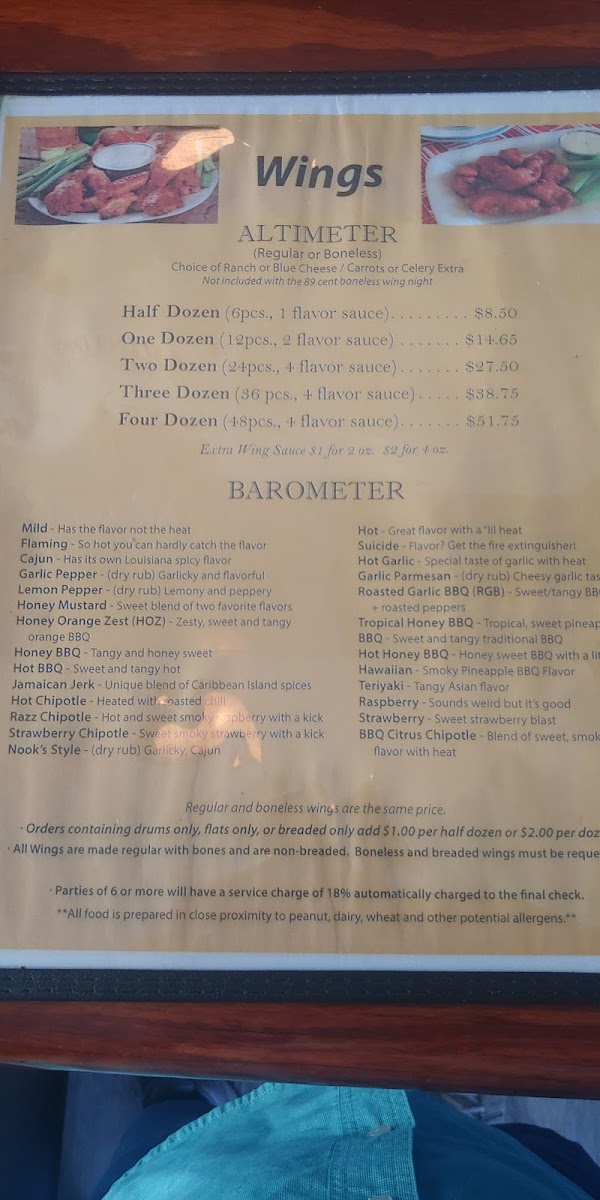 Wings
ALTIMETER
(Regular or Boneless)
Choice of Ranch or Blue Cheese / Carrots or Celery Extra
Not included with the 89 cent boneless wing night
Half Dozen (6pcs., 1 flavor sauce). . . . . . . . . $8.50
One Dozen (12pcs., 2 flavor sauce) . . . . . . . $14.65
Two Dozen (24pcs., 4 flavor sauce). . . . . . . $27.50
Three Dozen (36 pcs., 4 flavor sauce). . . . . $38.75
Four Dozen (48pcs., 4 flavor sauce). . . . . . . $51.75
Extra Wing Sauce $1 for 2 oz. $2 for 4 oz.
BAROMETER
Mild - Has the flavor not the heat
Flaming - So hot you can hardly catch the flavor
Cajun - Has its own Louisiana spicy flavor
Garlic Pepper - (dry rub) Garlicky and flavorful
Lemon Pepper - (dry rub) Lemony and peppery
Honey Mustard - Sweet blend of two favorite flavors
Honey Orange Zest (HOZ) - Zesty, sweet and tangy
orange BBQ
Honey BBQ - Tangy and honey sweet
Hot BBQ - Sweet and tangy hot
Jamaican Jerk - Unique blend of Caribbean Island spices
Hot Chipotle - Heated with roasted chili
Razz Chipotle - Hot and sweet smoky raspberry with a kick
Strawberry Chipotle - Sweet smoky strawberry with a kick
Nook's Style - (dry rub) Garlicky, Cajun
Hot - Great flavor with a "lil heat
Suicide - Flavor? Get the fire extinguisher!
Hot Garlic - Special taste of garlic with heat
Garlic Parmesan - (dry rub) Cheesy garlic tas
Roasted Garlic BBQ (RGB) - Sweet/tangy BB
+ roasted peppers
Tropical Honey BBQ - Tropical, sweet pineap
BBQ - Sweet and tangy traditional BBQ
Hot Honey BBQ - Honey sweet BBQ with a lit
Hawaiian - Smoky Pineapple BBQ Flavor
Teriyaki - Tangy Asian flavor
Raspberry - Sounds weird but it's good
Strawberry - Sweet strawberry blast
BBQ Citrus Chipotle - Blend of sweet, smok
flavor with heat
Regular and boneless wings are the same price.
· Orders containing drums only, flats only, or breaded only add $1.00 per half dozen or $2.00 per doz
· All Wings are made regular with bones and are non-breaded. Boneless and breaded wings must be reque
· Parties of 6 or more will have a service charge of 18% automatically charged to the final check.
**All food is prepared in close proximity to peanut, dairy, wheat and other potential allergens.**